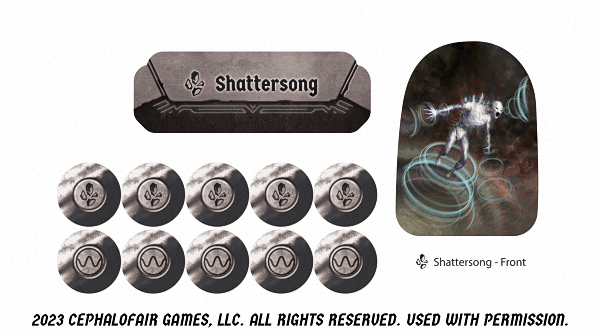 Shattersong
Shattersong - Front
2023 CEPHALOFAIR GAMES, LLC. ALL RIGHTS RESERVED. USED WITH PERMISSION.